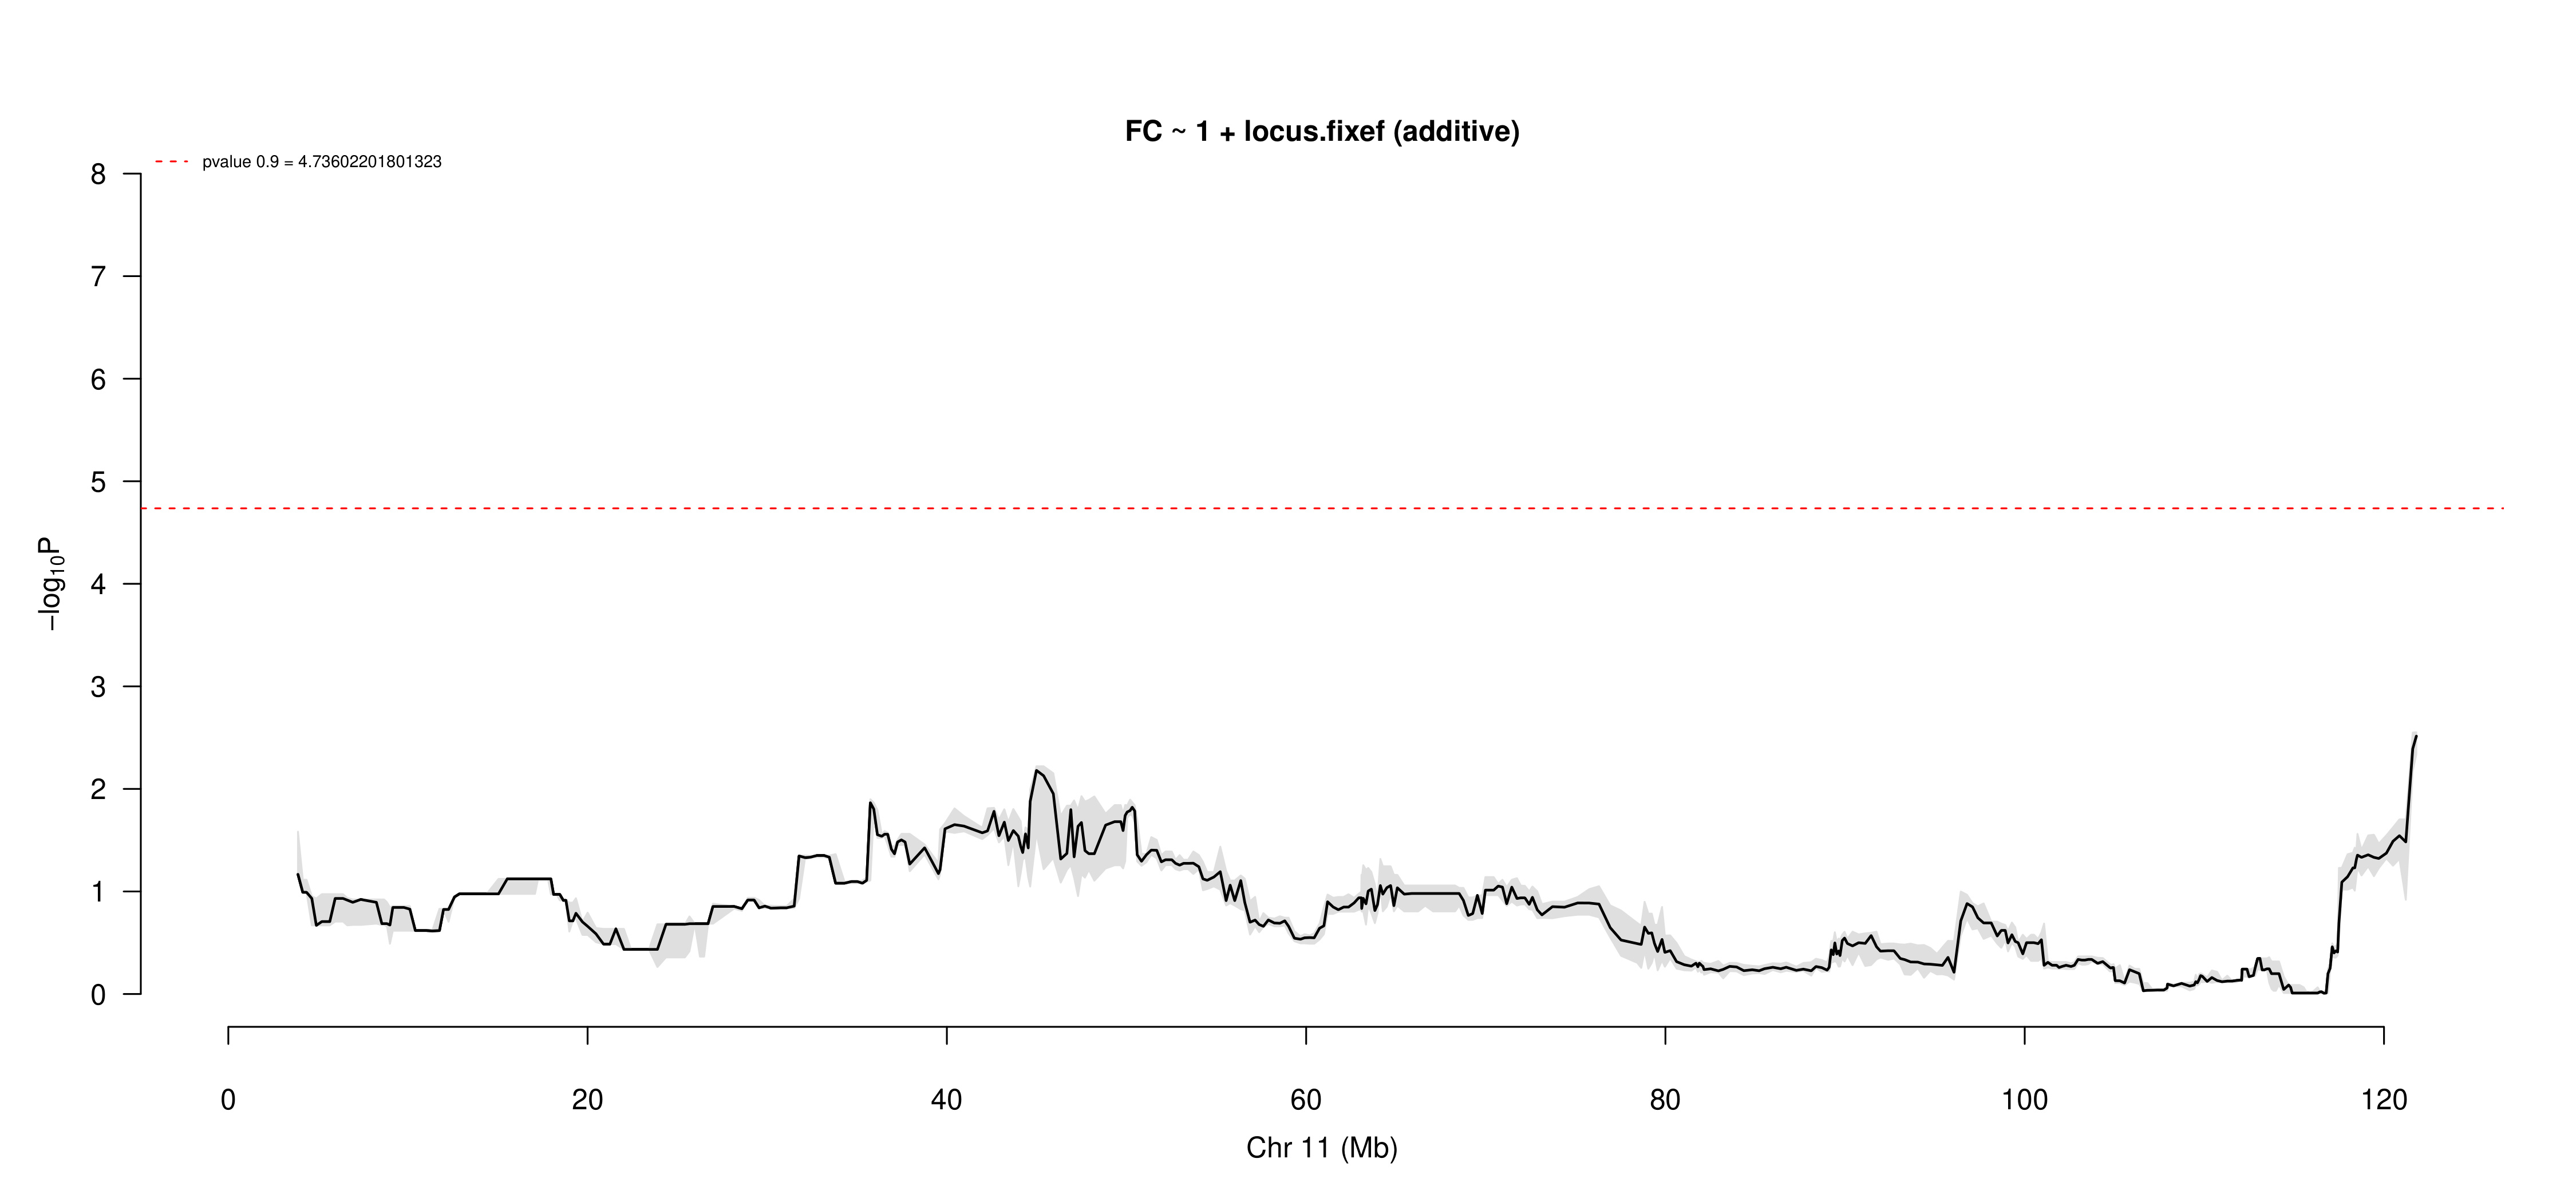 FC ~ 1 + locus.fixef (additive)
pvalue 0.9 = 4.73602201801323
8
7
6
5
4
3
2
1
0
−log10P
0 20 40 60 80 100 120
Chr 11 (Mb)